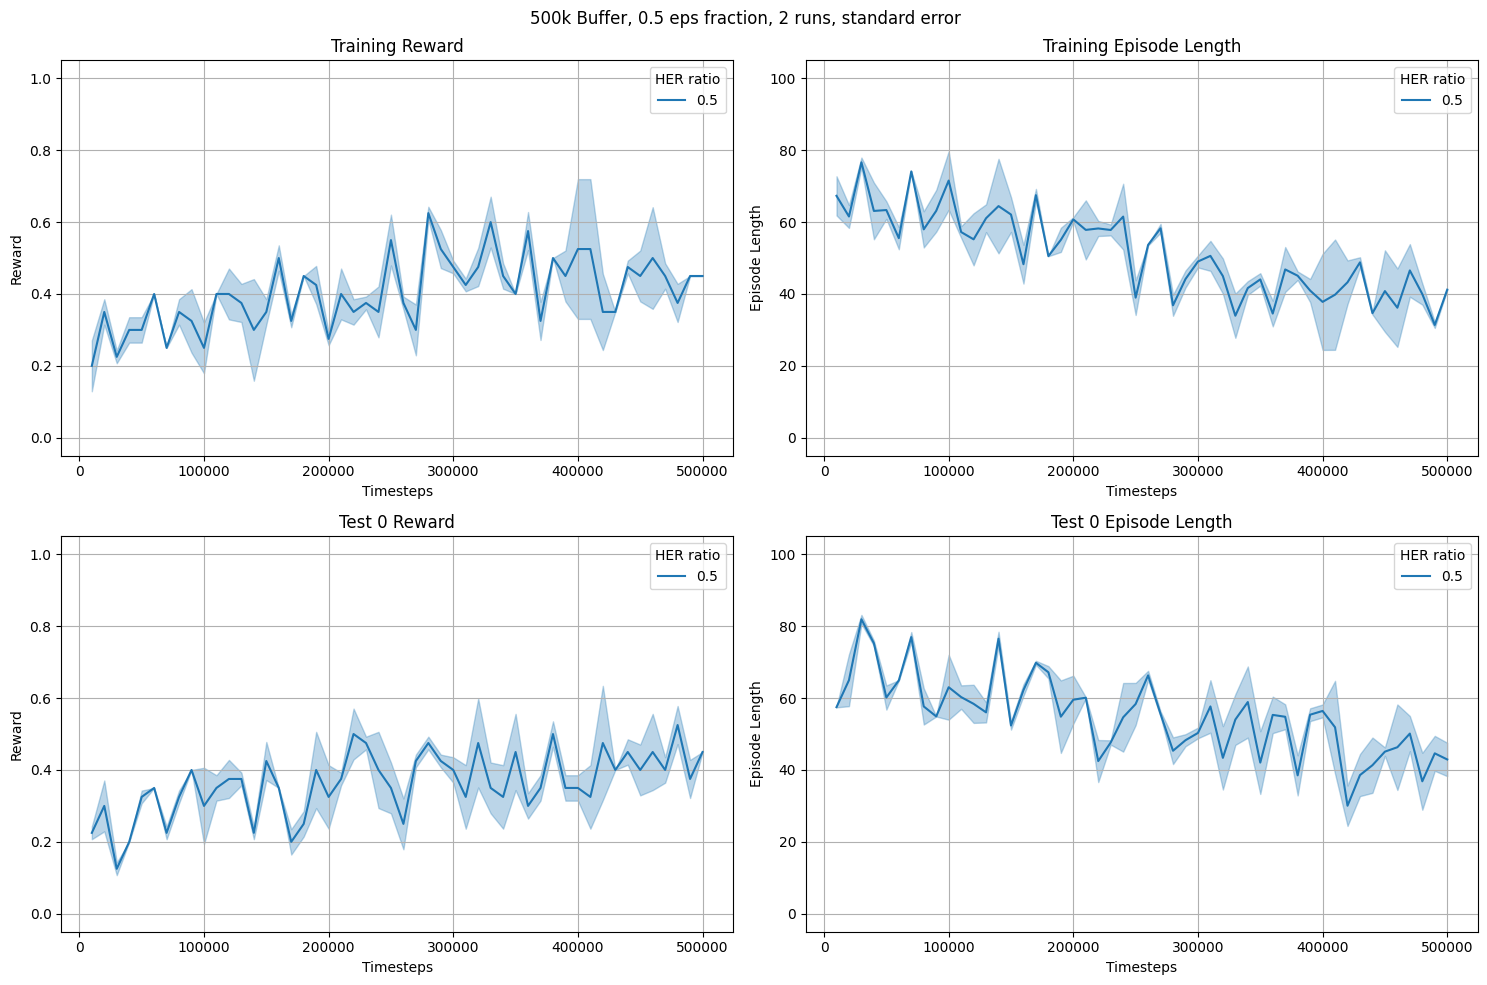 500k Buffer, 0.5 eps fraction, 2 runs, standard error
Training Reward
HER ratio
0.5
1.0
0.8
0.6
0.4
0.2
0.0
Reward
0 100000 200000 300000 400000 500000
Timesteps
Training Episode Length
HER ratio
0.5
100
80
60
40
20
0
Episode Length
0 100000 200000 300000 400000 500000
Timesteps
Test 0 Reward
HER ratio
0.5
1.0
0.8
0.6
0.4
0.2
0.0
Reward
0 100000 200000 300000 400000 500000
Timesteps
Test 0 Episode Length
HER ratio
0.5
100
80
60
40
20
0
Episode Length
0 100000 200000 300000 400000 500000
Timesteps